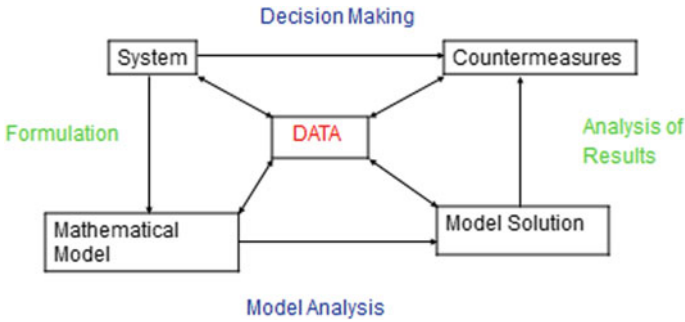 Decision Making
System
Countermeasures
Formulation
DATA
Analysis of
Results
Mathematical
Model
Model Solution
Model Analysis